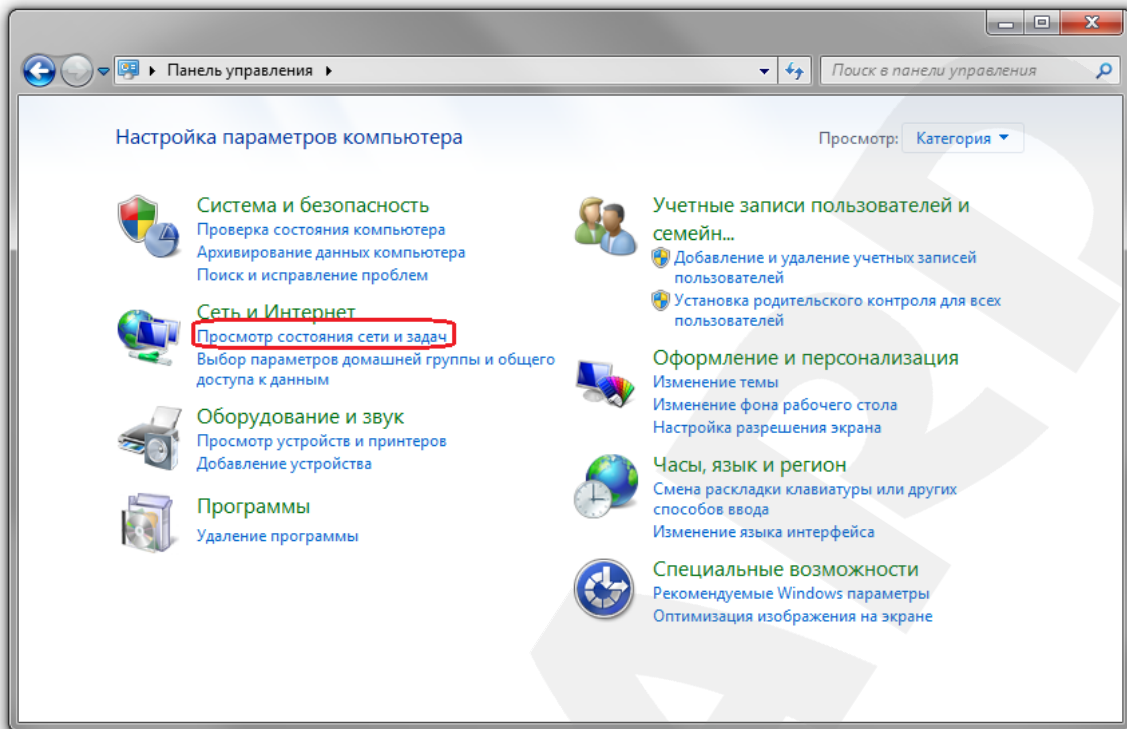 Панель управления
Поиск в панели управления
Настройка параметров компьютера
Просмотр: Категория
Система и безопасность
Проверка состояния компьютера
Архивирование данных компьютера
Поиск и исправление проблем
Сеть и Интернет
Просмотр состояния сети и задач
Выбор параметров домашней группы и общего
доступа к данным
Оборудование и звук
Просмотр устройств и принтеров
Добавление устройства
Программы
Удаление программы
Учетные записи пользователей и
семейн...
Добавление и удаление учетных записей
пользователей
Установка родительского контроля для всех
пользователей
Оформление и персонализация
Изменение темы
Изменение фона рабочего стола
Настройка разрешения экрана
Часы, язык и регион
Смена раскладки клавиатуры или других
способов ввода
Изменение языка интерфейса
Специальные возможности
Рекомендуемые Windows параметры
Оптимизация изображения на экране